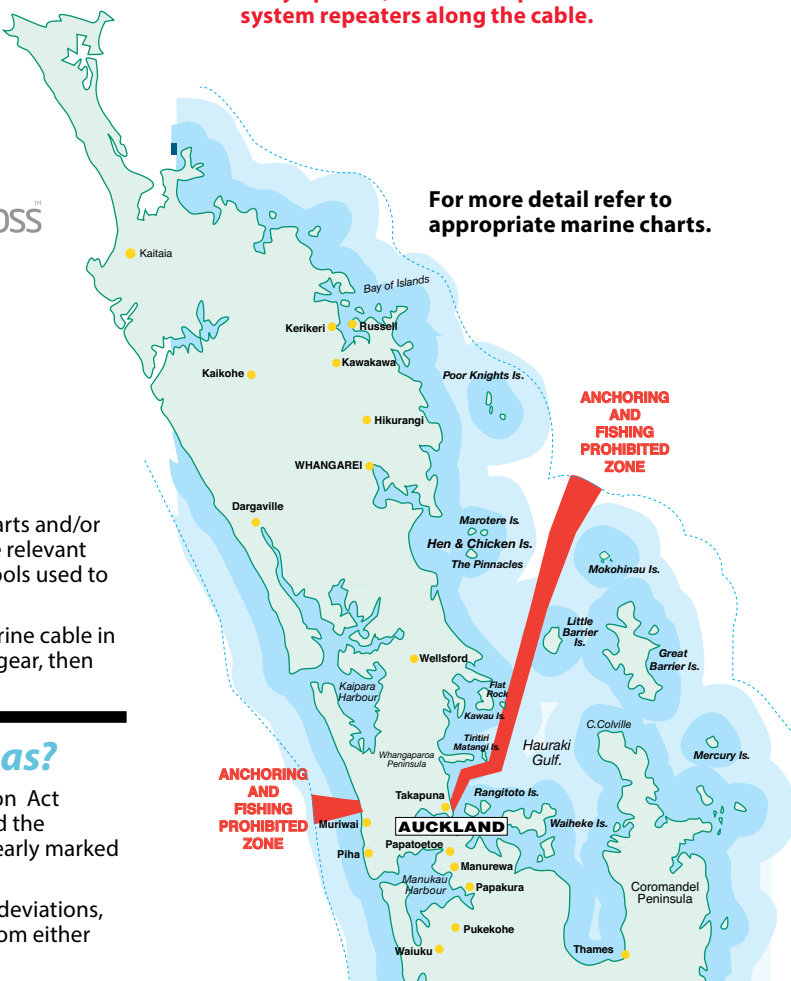 system repeaters along the cable.
For more detail refer to
appropriate marine charts.
oss™
Kaitaia
Bay of Islands
Kerikeri
Russell
Kawakawa
Kaikohe
Poor Knights Is.
ANCHORING
AND
FISHING
PROHIBITED
ZONE
Hikurangi
WHANGAREI
Dargaville
Marotere Is.
Hen & Chicken Is.
The Pinnacles
Mokohinau Is.
arts and/or
e relevant
ools used to
rine cable in
gear, then
Little
Barrier
Is.
Great
Barrier Is.
Wellsford
Kaipara
Harbour
Flat
Rock
Kawau Is.
Tiritiri
Matangi Is.
Whangaparoa
Peninsula
Hauraki
Gulf.
C.Colville
Mercury Is.
as?
on Act
d the
early marked
deviations,
om either
ANCHORING
AND
FISHING
PROHIBITED
ZONE
Takapuna
Rangitoto Is.
Muriwai
AUCKLAND
Waiheke Is.
Papatoetoe
Piha
Manurewa
Manukau
Harbour
Papakura
Coromandel
Peninsula
Pukekohe
Waiuku
Thames